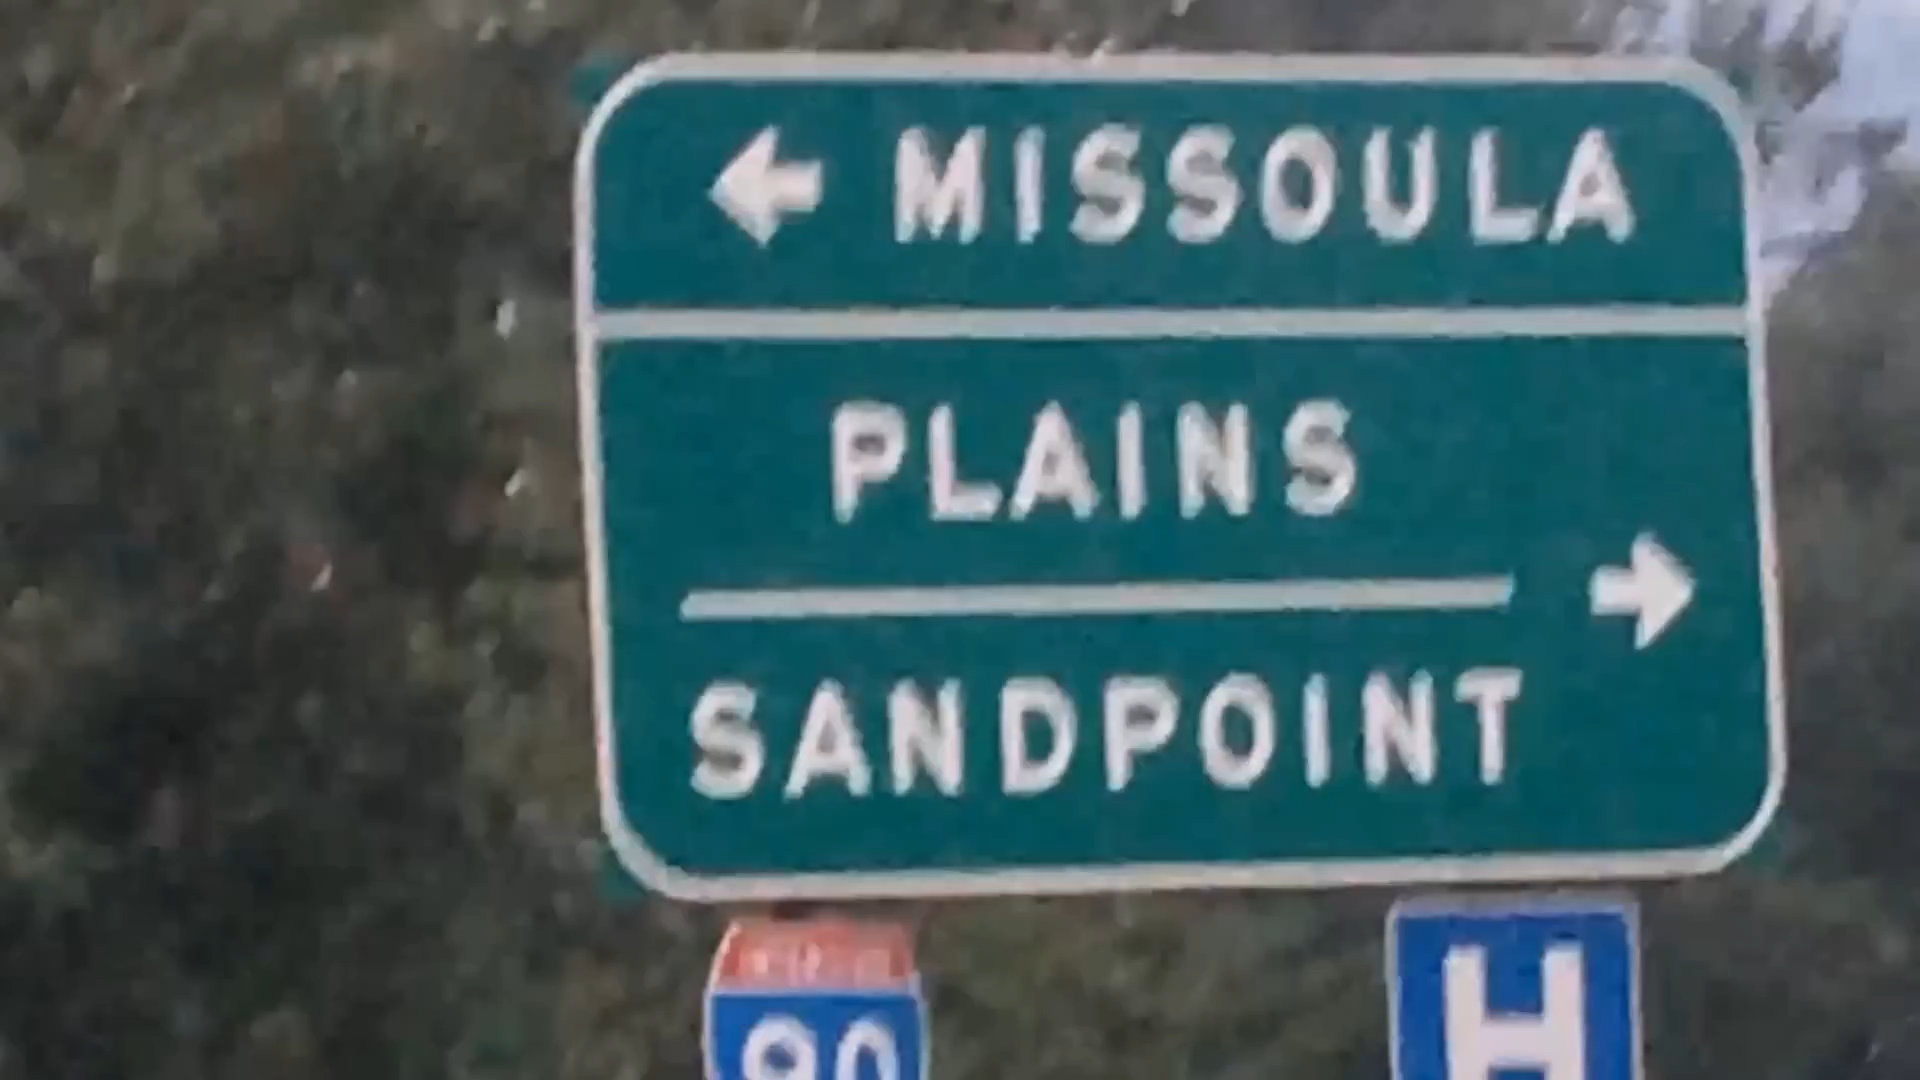 ← MISSOULA
PLAINS
→
SANDPOINT
90
H